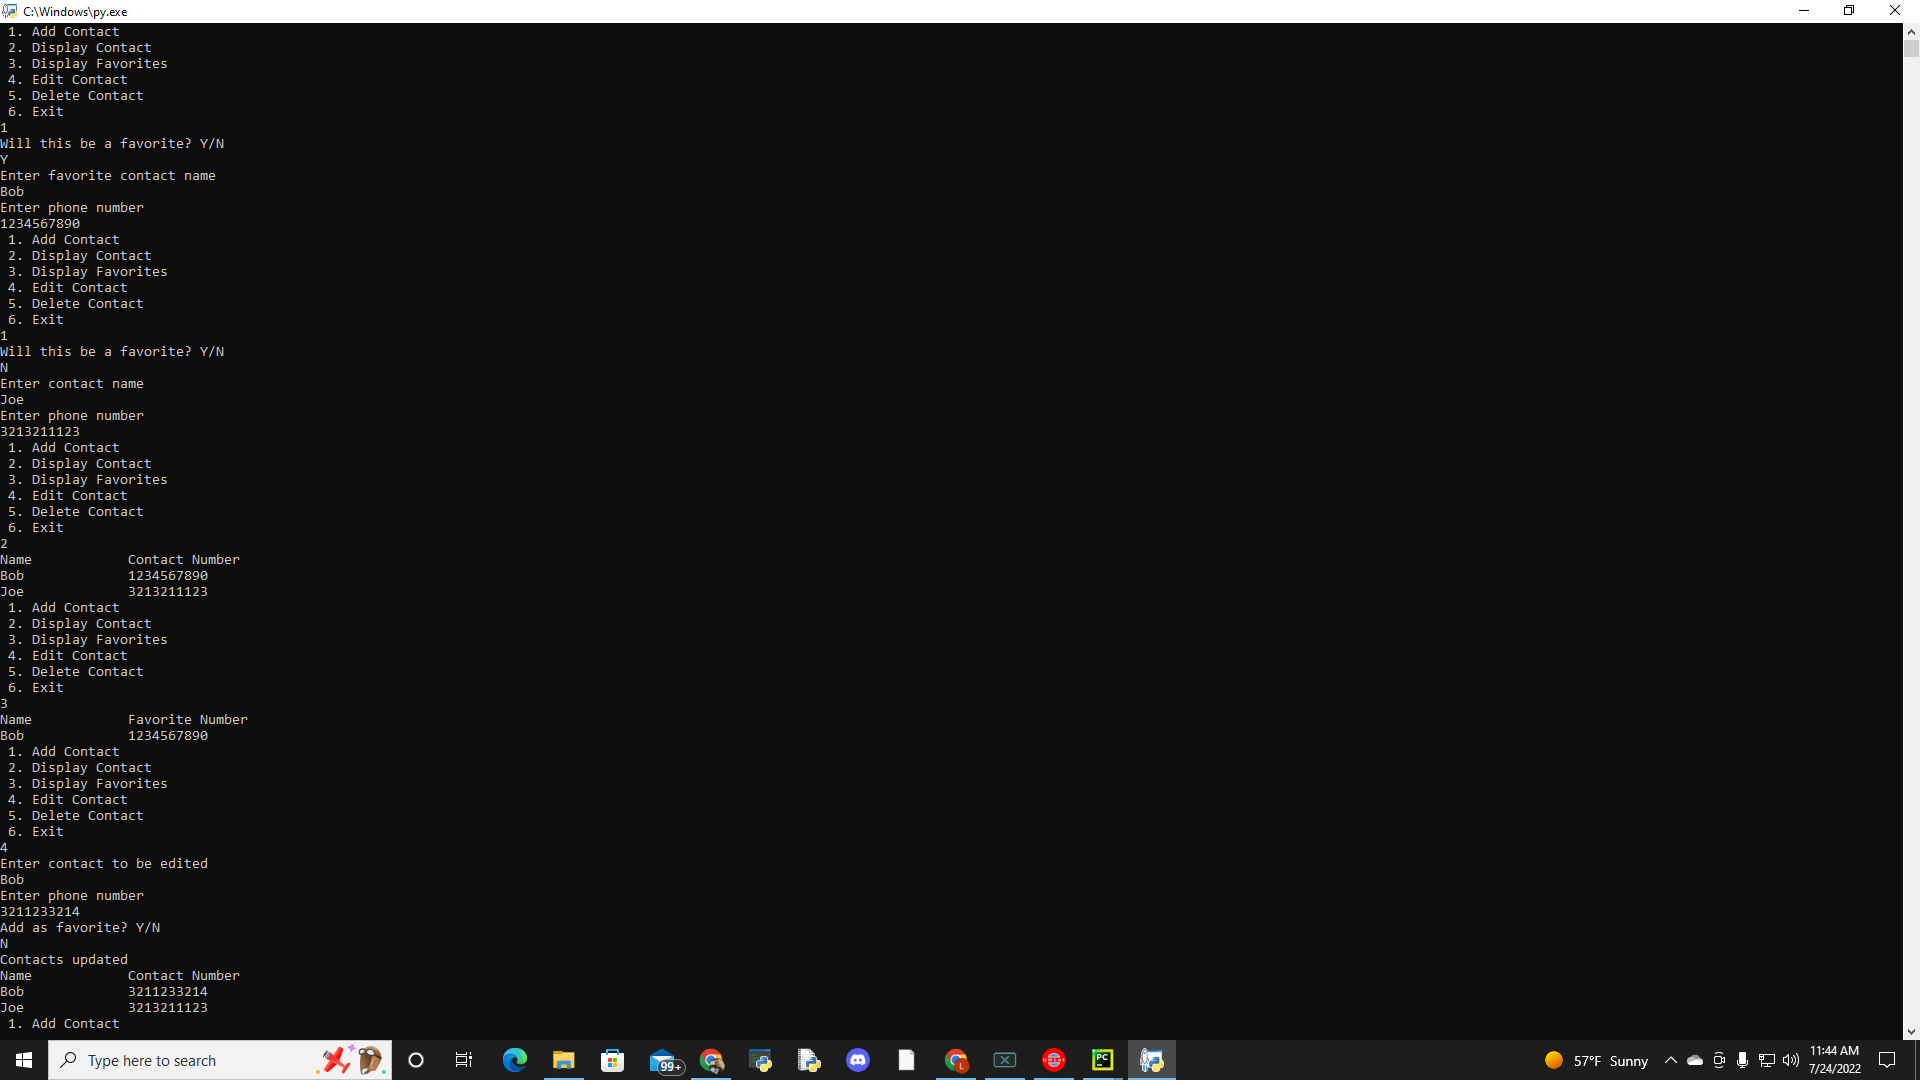 C:\Windows\py.exe
1. Add Contact
2. Display Contact
3. Display Favorites
4. Edit Contact
5. Delete Contact
6. Exit
1
Will this be a favorite? Y/N
Y
Enter favorite contact name
Bob
Enter phone number
1234567890
1. Add Contact
2. Display Contact
3. Display Favorites
4. Edit Contact
5. Delete Contact
6. Exit
1
Will this be a favorite? Y/N
N
Enter contact name
Joe
Enter phone number
3213211123
1. Add Contact
2. Display Contact
3. Display Favorites
4. Edit Contact
5. Delete Contact
6. Exit
2
Name Contact Number
Bob 1234567890
Joe 3213211123
1. Add Contact
2. Display Contact
3. Display Favorites
4. Edit Contact
5. Delete Contact
6. Exit
3
Name Favorite Number
Bob 1234567890
1. Add Contact
2. Display Contact
3. Display Favorites
4. Edit Contact
5. Delete Contact
6. Exit
4
Enter contact to be edited
Bob
Enter phone number
3211233214
Add as favorite? Y/N
N
Contacts updated
Name Contact Number
Bob 3211233214
Joe 3213211123
1. Add Contact
Type here to search
99+
L
PC
57°F Sunny
11:44 AM
7/24/2022